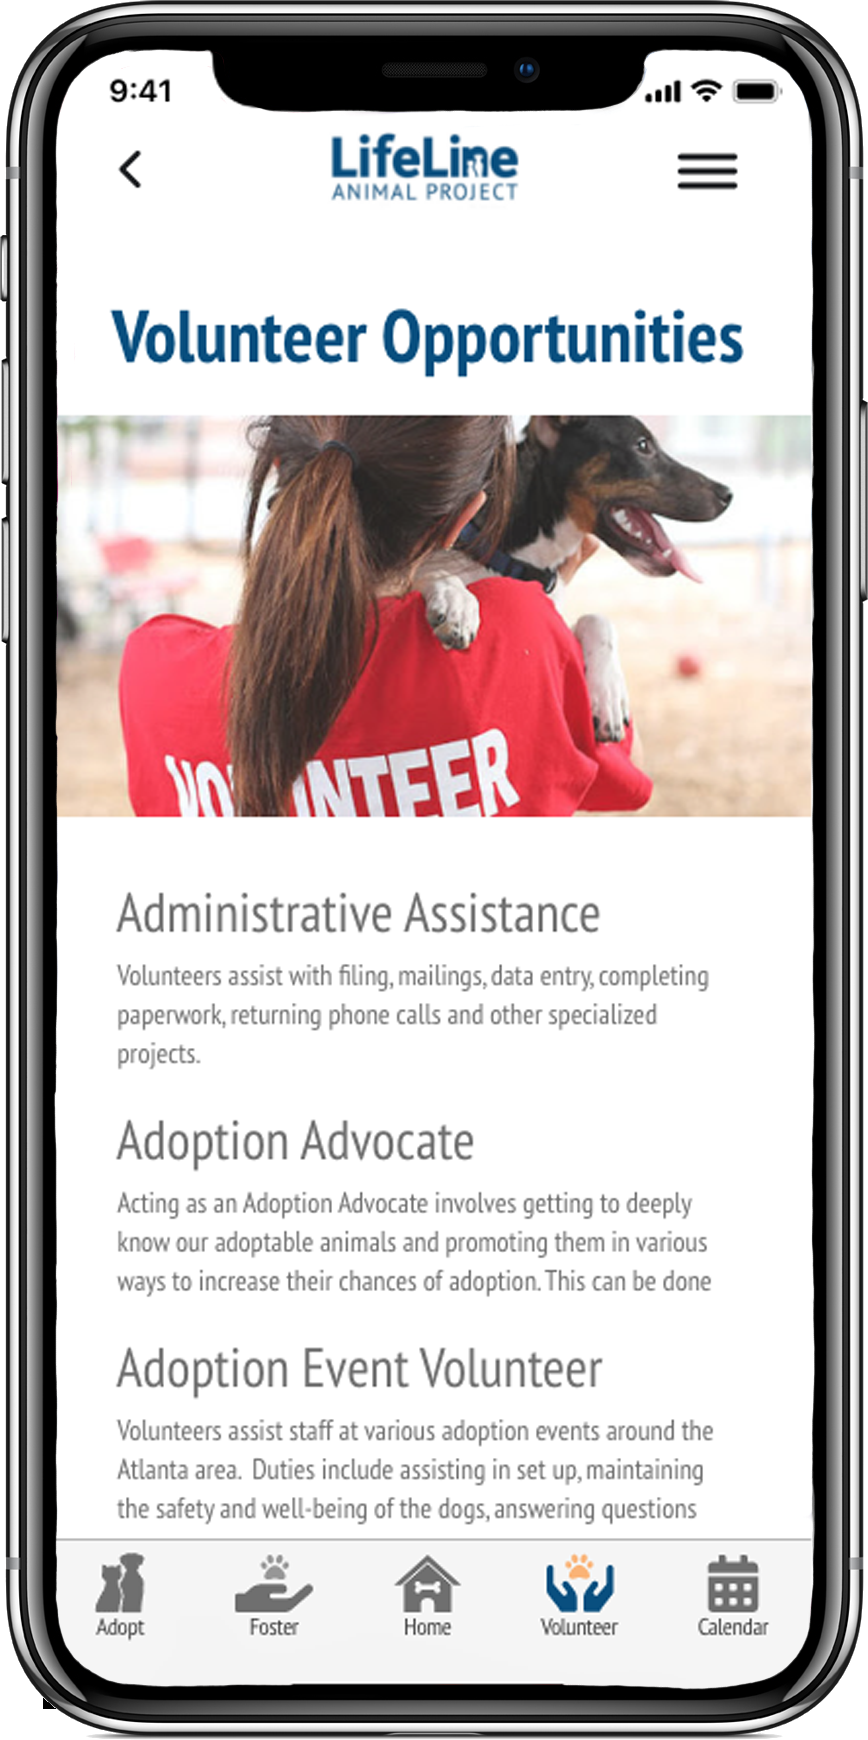 9:41
LifeLine
ANIMAL PROJECT
Volunteer Opportunities
VO NTEER
Administrative Assistance
Volunteers assist with filing, mailings, data entry, completing
paperwork, returning phone calls and other specialized
projects.
Adoption Advocate
Acting as an Adoption Advocate involves getting to deeply
know our adoptable animals and promoting them in various
ways to increase their chances of adoption. This can be done
Adoption Event Volunteer
Volunteers assist staff at various adoption events around the
Atlanta area. Duties include assisting in set up, maintaining
the safety and well-being of the dogs, answering questions
Adopt Foster Home Volunteer Calendar